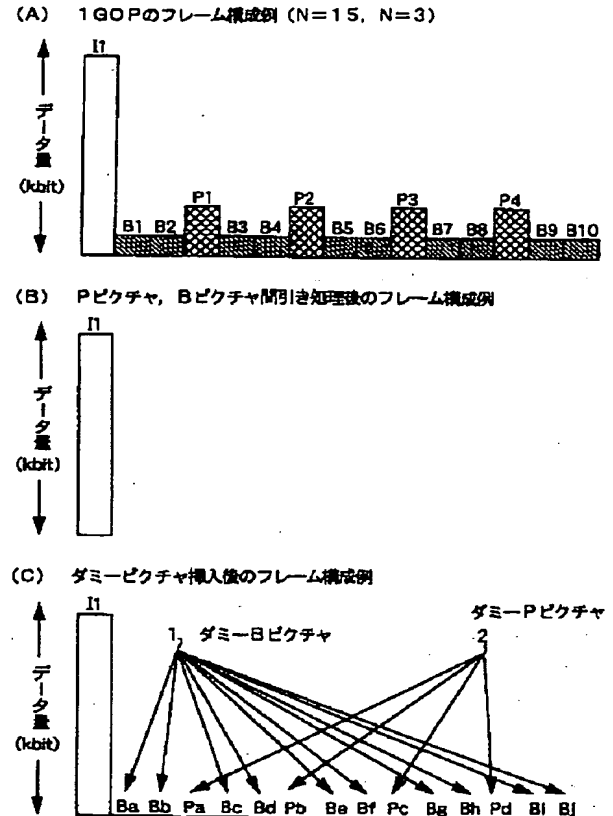 (A) 1GOPのフレーム構成例(N=15, N=3)
I1
データ量
(kbit)
B1 B2 P1 B3 B4 P2 B5 B6 P3 B7 B8 P4 B9 B10
(B) Pピクチャ, Bピクチャ間引き処理後のフレーム構成例
I1
データ量
(kbit)
(C) ダミーピクチャ挿入後のフレーム構成例
I1
データ量
(kbit)
1 ダミーBピクチャ
ダミーPピクチャ
2
Ba Bb Pa Bc Bd Pb Be Bf Pc Bg Bh Pd Bi Bj